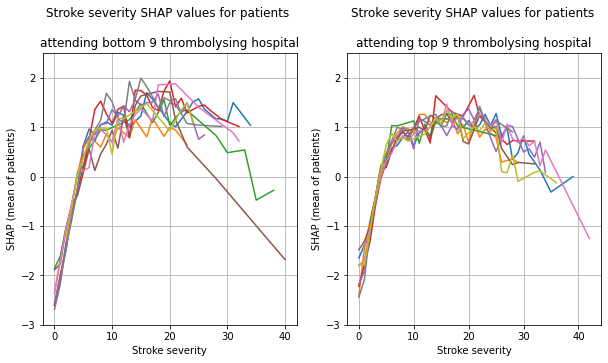 Stroke severity SHAP values for patients
attending bottom 9 thrombolysing hospital
SHAP (mean of patients)
2
1
0
−1
−2
−3
0
10
20
30
40
Stroke severity
Stroke severity SHAP values for patients
attending top 9 thrombolysing hospital
SHAP (mean of patients)
2
1
0
−1
−2
−3
0
10
20
30
40
Stroke severity